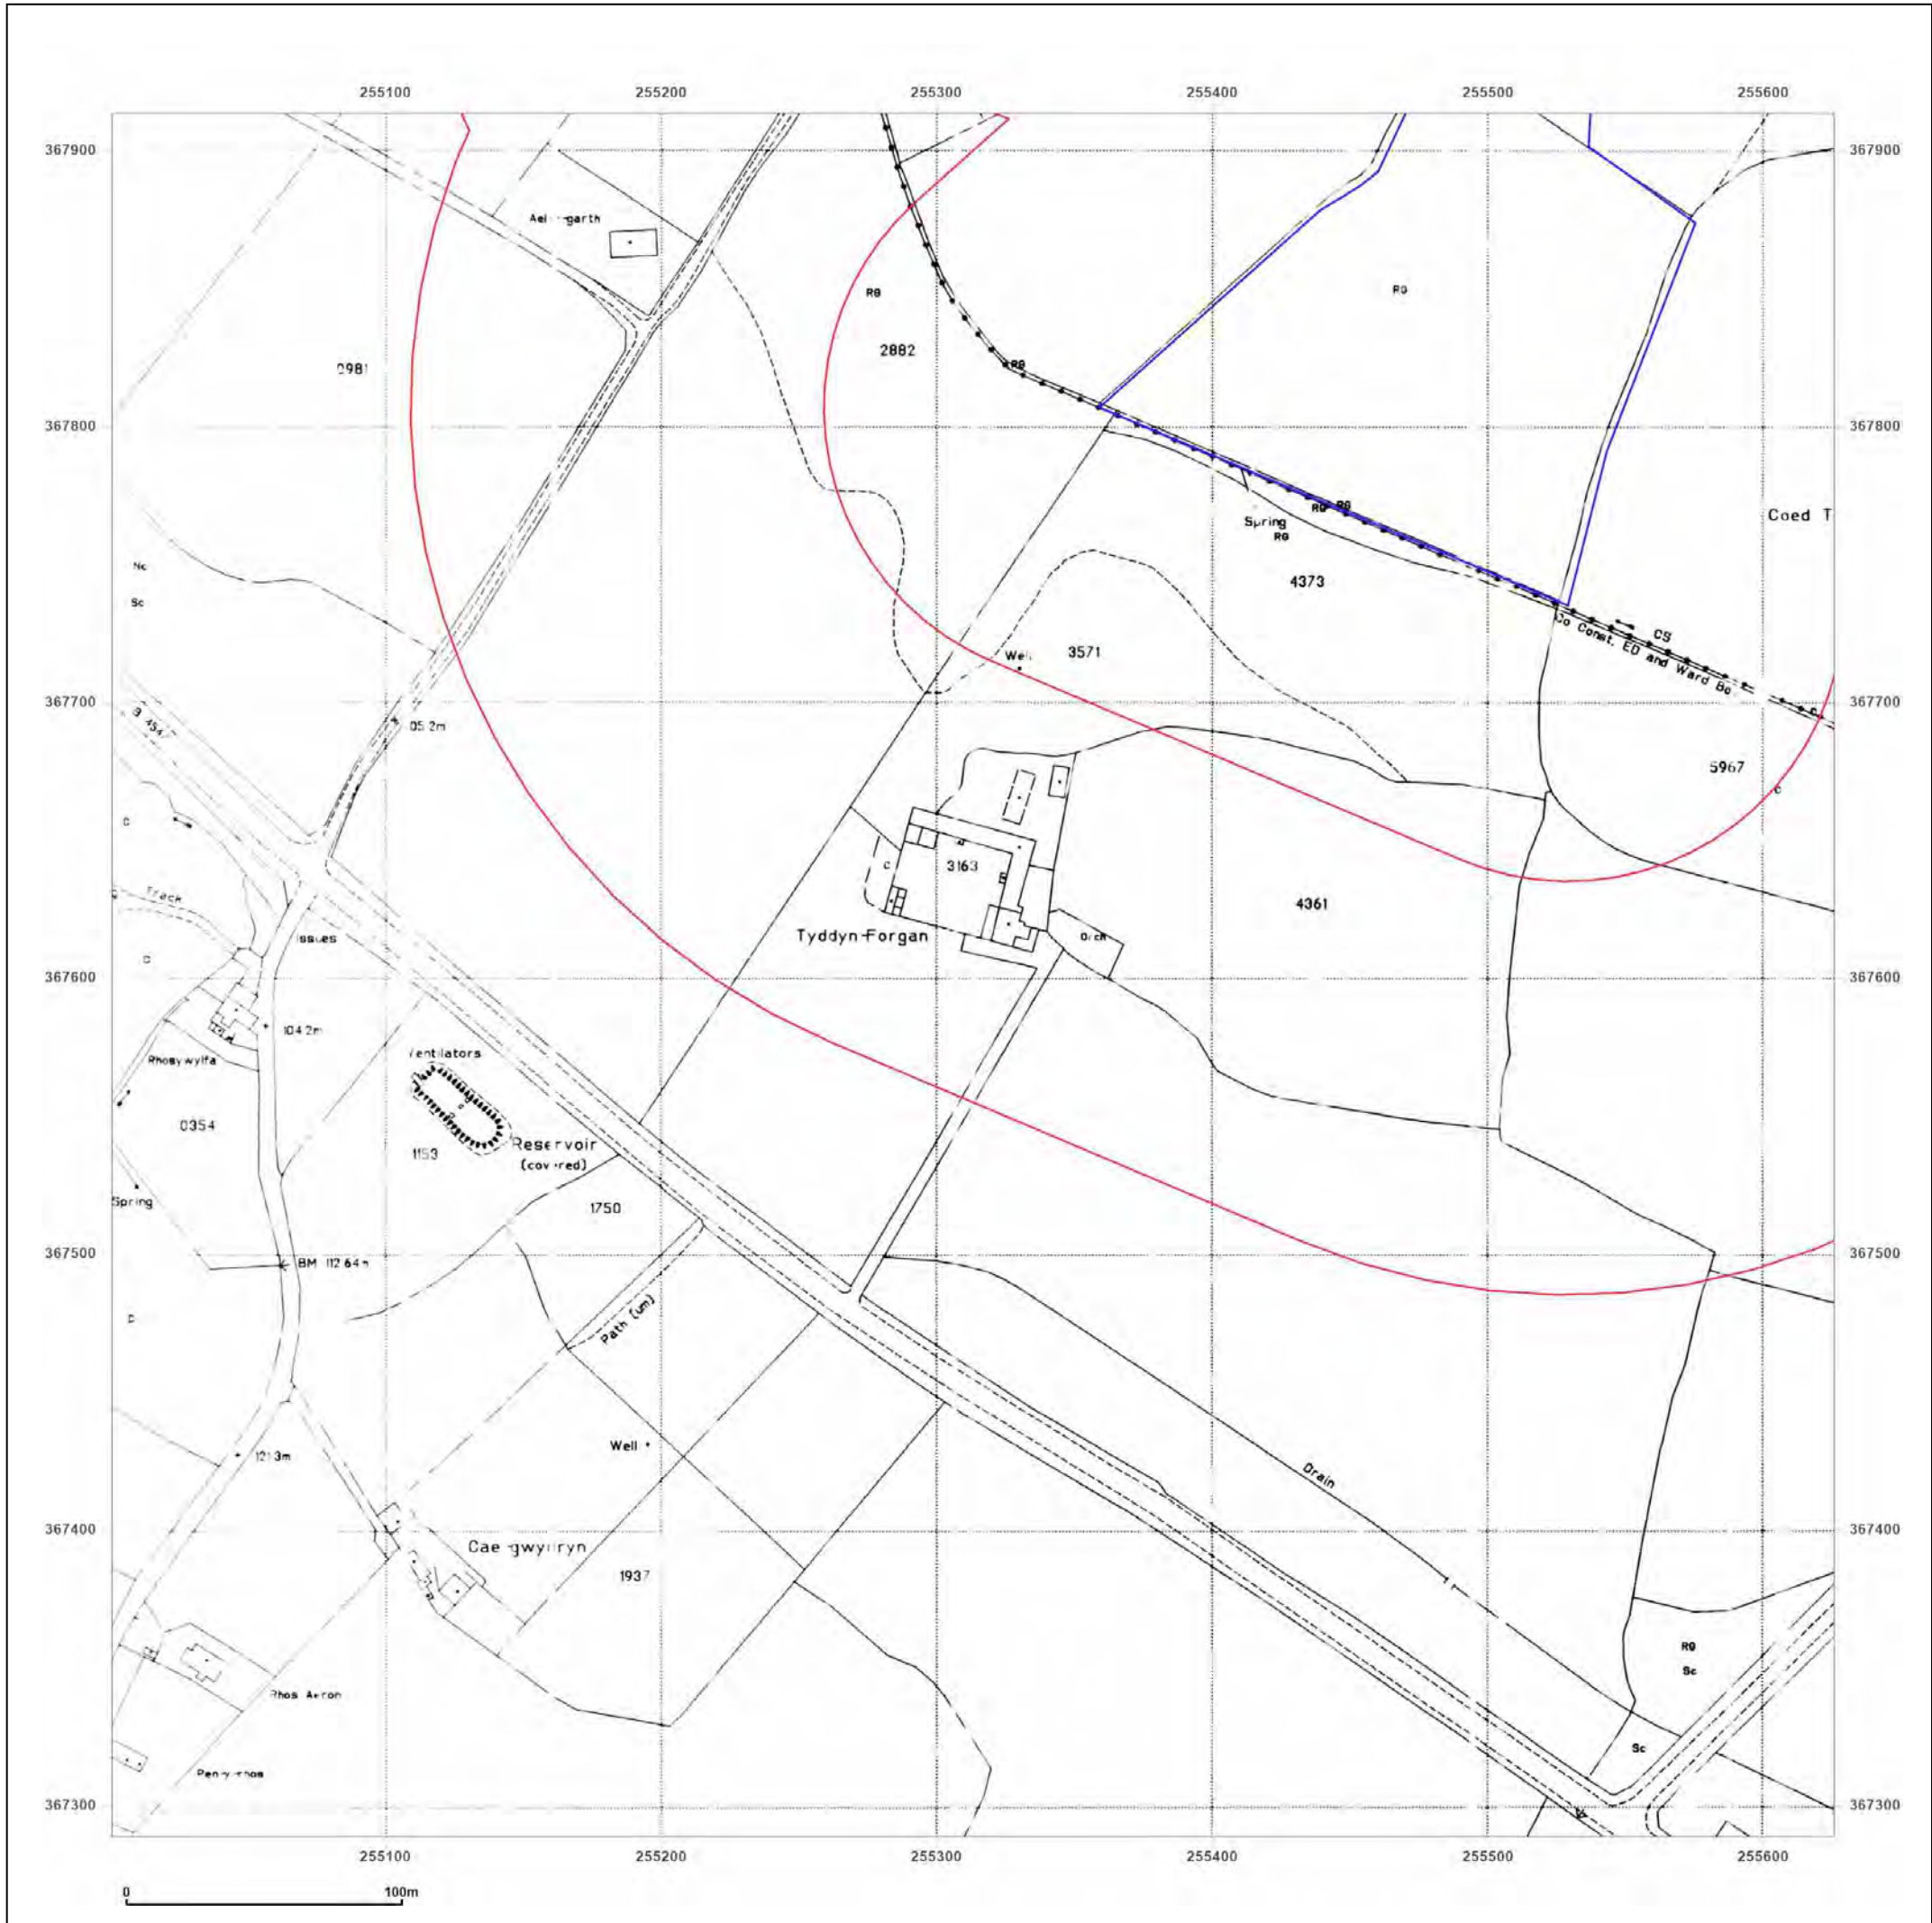 255100 255200 255300 255400 255500 255600
367900 367900
RG
RG
0981
2882
RG
367800 367800
RG
RG
Spring
RG
Coed T
Nc
4373
Sc
CS
Co Const, ED and Ward Bo
Well
3571
367700 367700
5967
C
C
C
3163
Track
4361
Tyddyn-Forgan
Orch
Issues
C
367600 367600
104.2m
Ventilators
Rhosywylfa
0354
Reservoir
(covered)
1153
Spring
1750
367500 367500
BM 112.64m
Path (um)
Well
121.3m
Drain
367400 367400
1937
RG
Sc
Rhos Aeron
Sc
367300 367300
255100 255200 255300 255400 255500 255600
0 100m